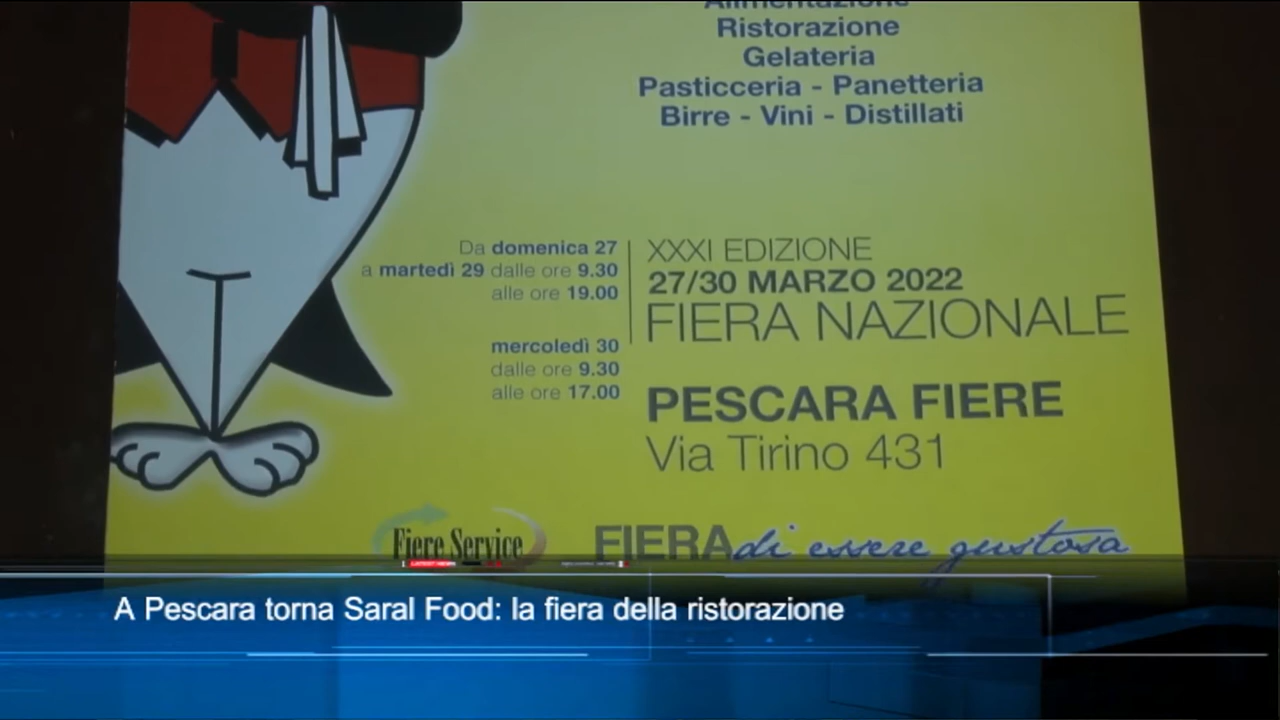 Alimentazione
Ristorazione
Gelateria
Pasticceria - Panetteria
Birre - Vini - Distillati
Da domenica 27
a martedì 29 dalle ore 9.30
alle ore 19.00
mercoledì 30
dalle ore 9.30
alle ore 17.00
XXXI EDIZIONE
27/30 MARZO 2022
FIERA NAZIONALE
PESCARA FIERE
Via Tirino 431
Fiere Service
FIERA di essere gustosa
LATEST NEWS
A Pescara torna Saral Food: la fiera della ristorazione